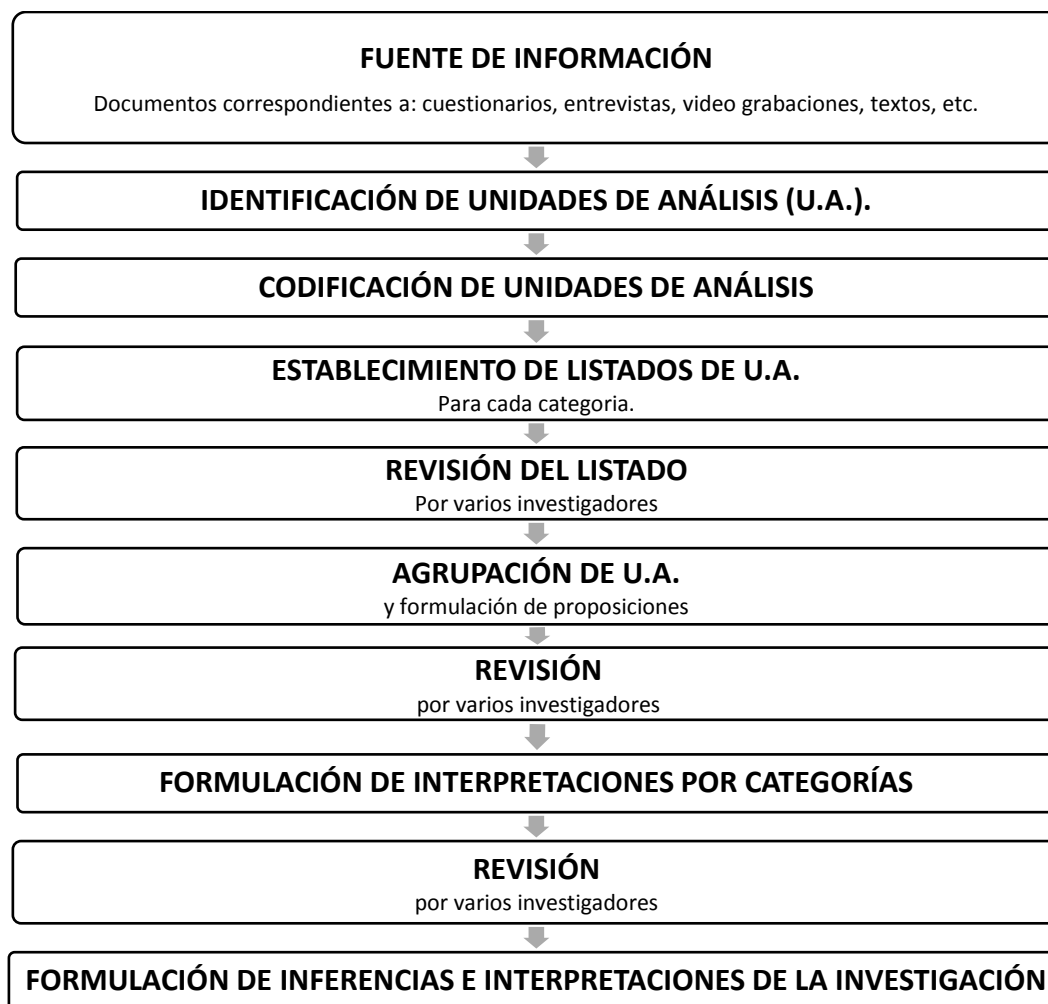 FUENTE DE INFORMACIÓN
Documentos correspondientes a: cuestionarios, entrevistas, video grabaciones, textos, etc.
IDENTIFICACIÓN DE UNIDADES DE ANÁLISIS (U.A.).
CODIFICACIÓN DE UNIDADES DE ANÁLISIS
ESTABLECIMIENTO DE LISTADOS DE U.A.
Para cada categoria.
REVISIÓN DEL LISTADO
Por varios investigadores
AGRUPACIÓN DE U.A.
y formulación de proposiciones
REVISIÓN
por varios investigadores
FORMULACIÓN DE INTERPRETACIONES POR CATEGORÍAS
REVISIÓN
por varios investigadores
FORMULACIÓN DE INFERENCIAS E INTERPRETACIONES DE LA INVESTIGACIÓN